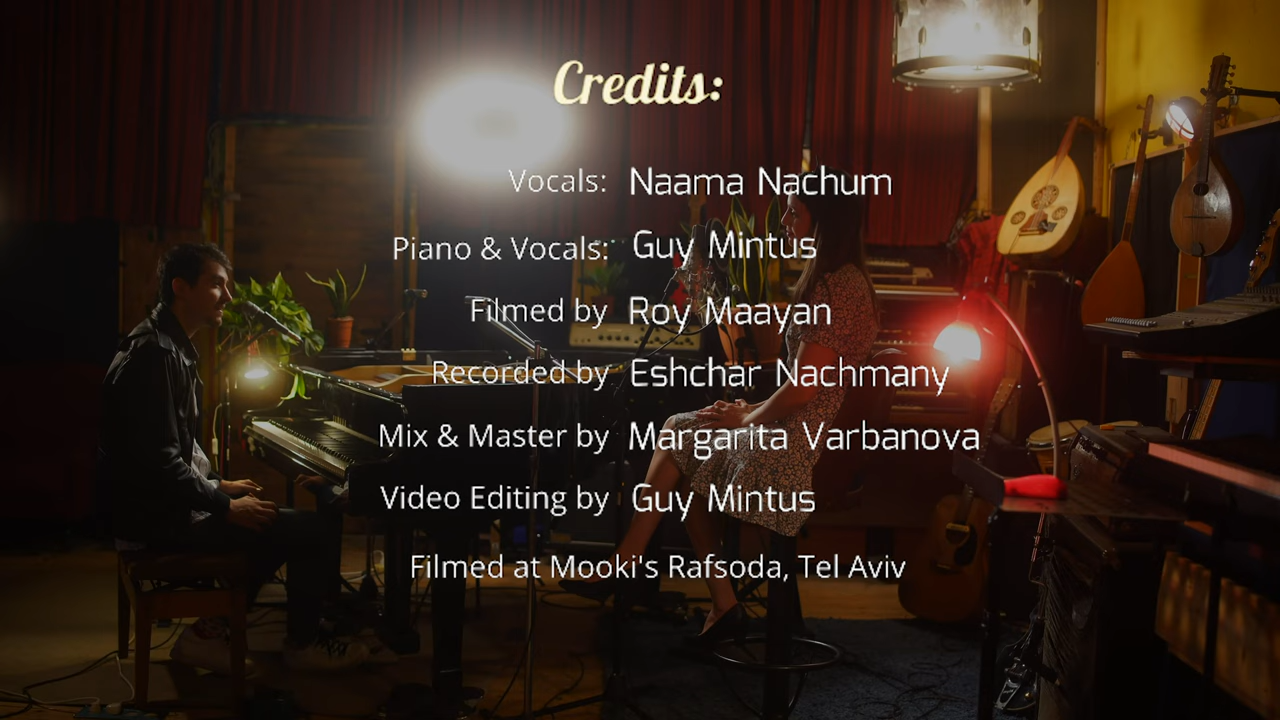 Credits:
Vocals: Naama Nachum
Piano & Vocals: Guy Mintus
Filmed by Roy Maayan
Recorded by Eshchar Nachmany
Mix & Master by Margarita Varbanova
Video Editing by Guy Mintus
Filmed at Mooki's Rafsoda, Tel Aviv